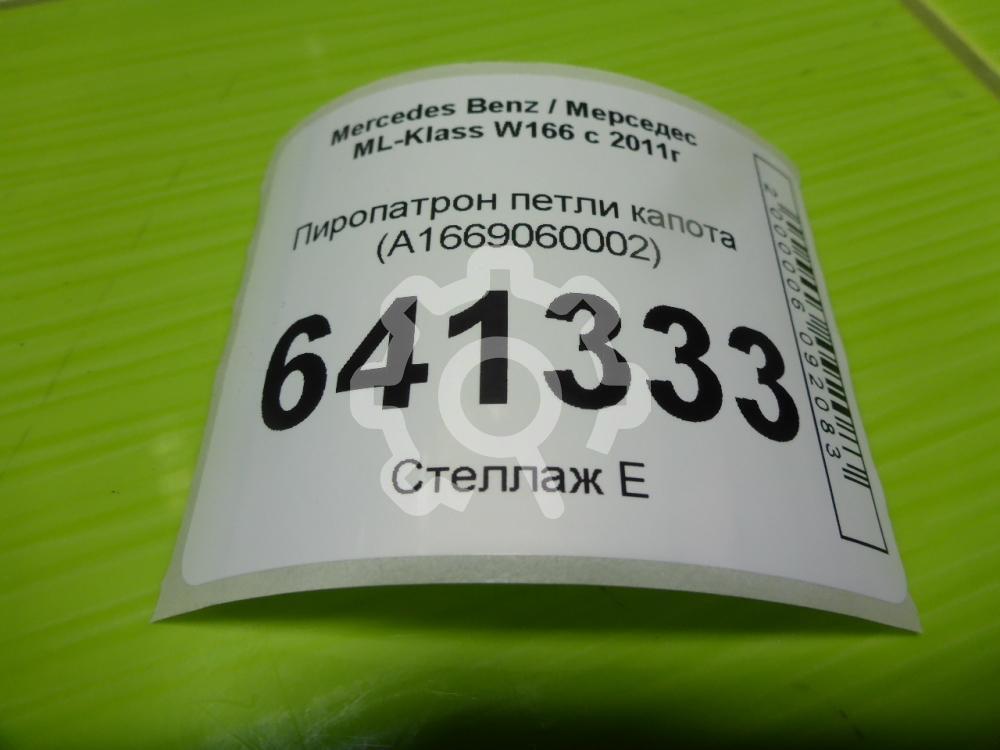 Mercedes Benz / Мерседес
ML-Klass W166 с 2011г
Пиропатрон петли капота
(A1669060002)
641333
Стеллаж Е
2000006092083